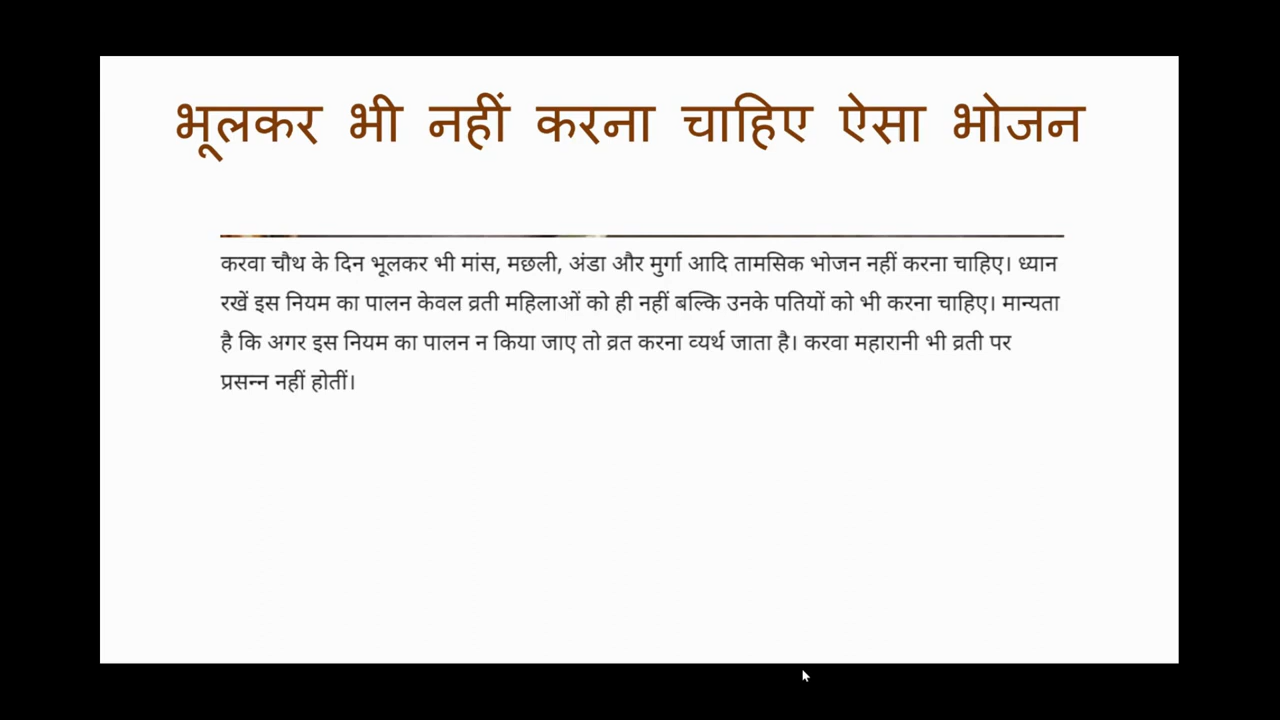 भूलकर भी नहीं करना चाहिए ऐसा भोजन
करवा चौथ के दिन भूलकर भी मांस, मछली, अंडा और मुर्गा आदि तामसिक भोजन नहीं करना चाहिए। ध्यान
रखें इस नियम का पालन केवल व्रती महिलाओं को ही नहीं बल्कि उनके पतियों को भी करना चाहिए। मान्यता
है कि अगर इस नियम का पालन न किया जाए तो व्रत करना व्यर्थ जाता है। करवा महारानी भी व्रती पर
प्रसन्न नहीं होतीं।